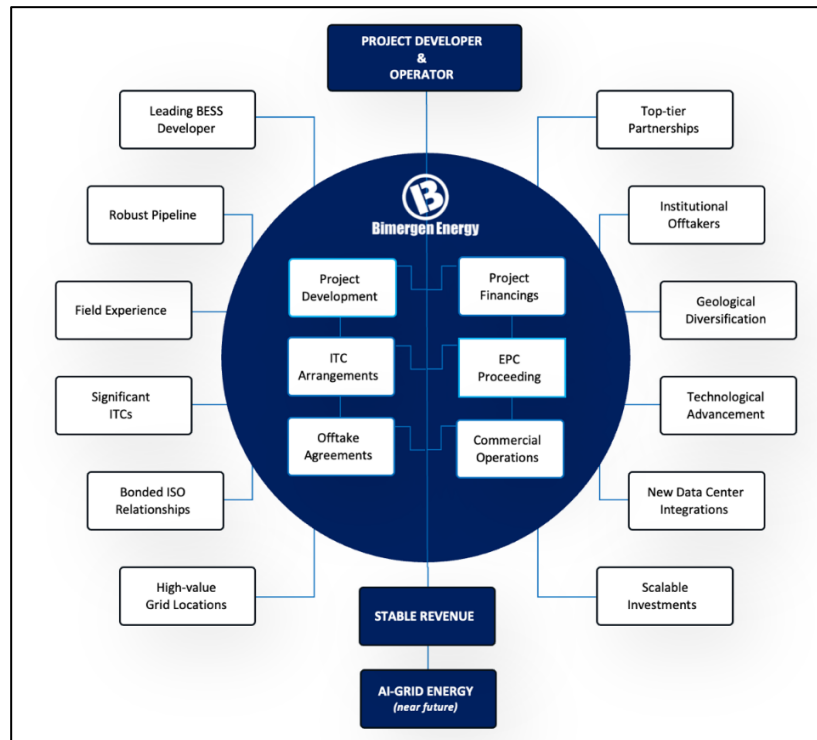 PROJECT DEVELOPER
&
OPERATOR
Leading BESS
Developer
Top-tier
Partnerships
Robust Pipeline
Institutional
Offtakers
B
Bimergen Energy
Project
Development
Project
Financings
Field Experience
Geological
Diversification
ITC
Arrangements
EPC
Proceeding
Significant
ITCs
Technological
Advancement
Offtake
Agreements
Commercial
Operations
Bonded ISO
Relationships
New Data Center
Integrations
High-value
Grid Locations
Scalable
Investments
STABLE REVENUE
AI-GRID ENERGY
(near future)